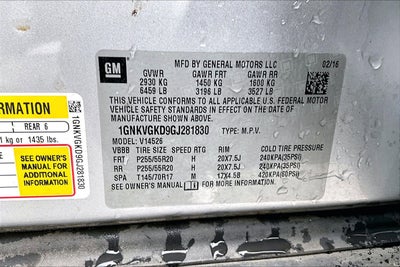 GM
MFD BY GENERAL MOTORS LLC 02/16
GVWR GAWR FRT GAWR RR
2930 KG 1450 KG 1600 KG
6459 LB 3196 LB 3527 LB
THIS VEHICLE CONFORMS TO ALL APPLICABLE U.S. FEDERAL MOTOR
VEHICLE SAFETY STANDARDS IN EFFECT ON THE DATE OF
MANUFACTURE SHOWN ABOVE.
1GNKVGKD9GJ281830 TYPE: M.P.V.
MODEL: V14526
VBBB TIRE SIZE SPEED RTG RIM COLD TIRE PRESSURE
FRT P255/55R20 H 20X7.5J 240KPA(35PSI)
RR P255/55R20 H 20X7.5J 240KPA(35PSI)
SPA T145/70R17 M 17X4.5B 420KPA(60PSI)
SEE OWNER'S MANUAL FOR MORE INFORMATION.
FORMATION
REAR 6
1 kg or 1435 lbs.
SEE OWNER'S
MANUAL FOR
ADDITIONAL
INFORMATION
1GNKVGKD9GJ281830